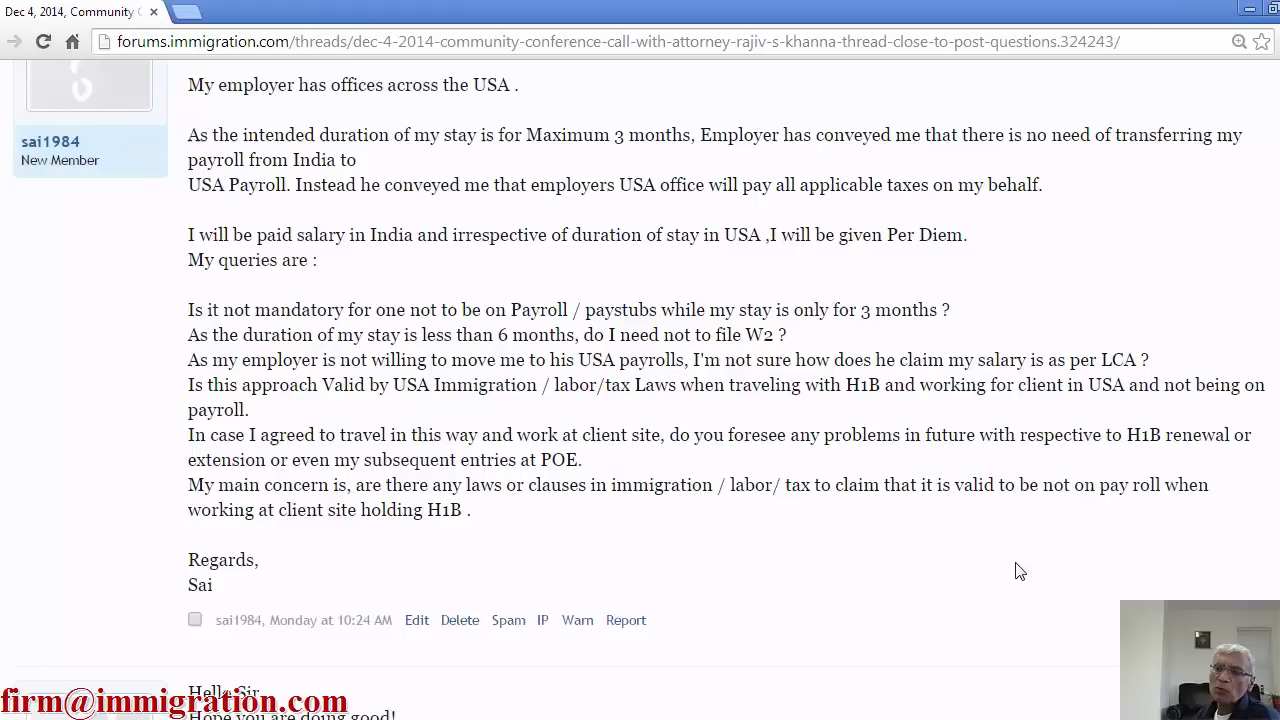 Dec 4, 2014, Community C
forums.immigration.com/threads/dec-4-2014-community-conference-call-with-attorney-rajiv-s-khanna-thread-close-to-post-questions.324243/
My employer has offices across the USA .
sai1984
New Member
As the intended duration of my stay is for Maximum 3 months, Employer has conveyed me that there is no need of transferring my
payroll from India to
USA Payroll. Instead he conveyed me that employers USA office will pay all applicable taxes on my behalf.
I will be paid salary in India and irrespective of duration of stay in USA ,I will be given Per Diem.
My queries are :
Is it not mandatory for one not to be on Payroll / paystubs while my stay is only for 3 months ?
As the duration of my stay is less than 6 months, do I need not to file W2 ?
As my employer is not willing to move me to his USA payrolls, I'm not sure how does he claim my salary is as per LCA ?
Is this approach Valid by USA Immigration / labor/tax Laws when traveling with H1B and working for client in USA and not being on
payroll.
In case I agreed to travel in this way and work at client site, do you foresee any problems in future with respective to H1B renewal or
extension or even my subsequent entries at POE.
My main concern is, are there any laws or clauses in immigration / labor/ tax to claim that it is valid to be not on pay roll when
working at client site holding H1B .
Regards,
Sai
sai1984, Monday at 10:24 AM Edit Delete Spam IP Warn Report
Hello Sir
firm@immigration.com
Hope you are doing good!